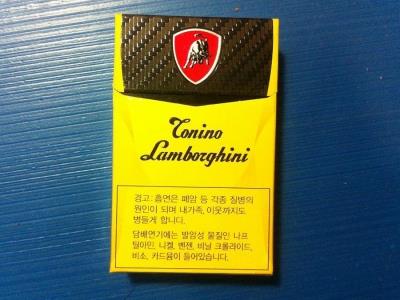 Tonino
Lamborghini
경고: 흡연은 폐암 등 각종 질병의
원인이 되며 내가족, 이웃까지도
병들게 합니다.
담배연기에는 발암성 물질인 나프
틸아민, 니켈, 벤젠, 비닐 크롤라이드,
비소, 카드뮴이 들어있습니다.